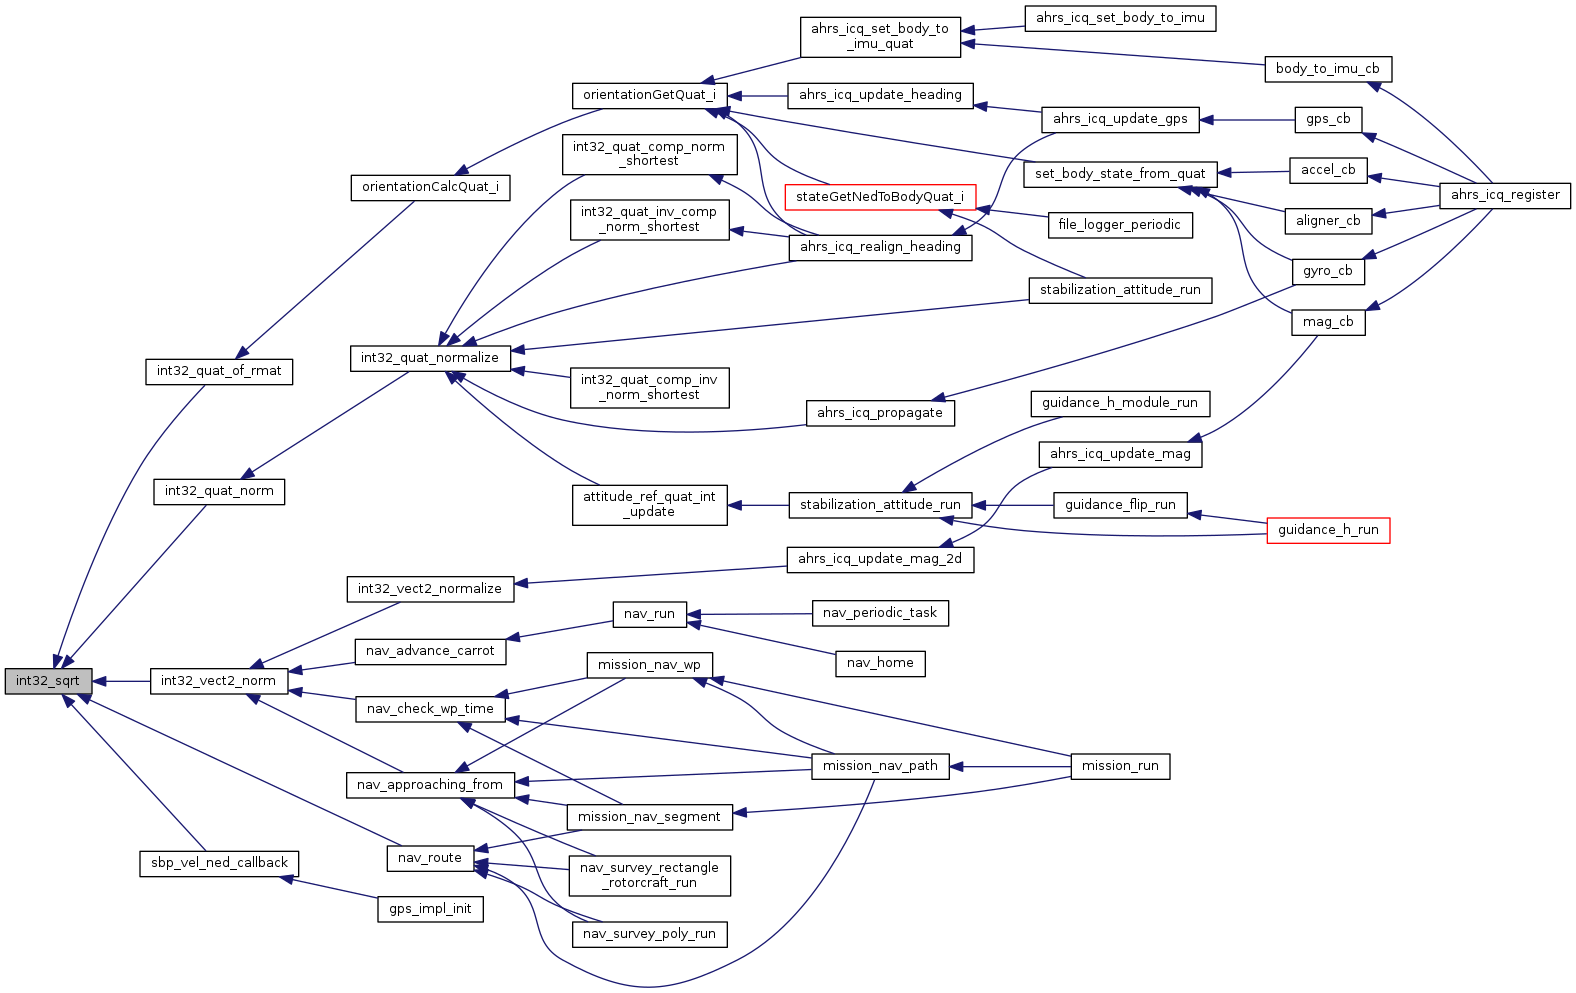 ahrs_icq_set_body_to_imu
ahrs_icq_set_body_to
_imu_quat
body_to_imu_cb
orientationGetQuat_i
ahrs_icq_update_heading
ahrs_icq_update_gps
gps_cb
int32_quat_comp_norm
_shortest
set_body_state_from_quat
accel_cb
orientationCalcQuat_i
stateGetNedToBodyQuat_i
ahrs_icq_register
int32_quat_inv_comp
_norm_shortest
file_logger_periodic
aligner_cb
ahrs_icq_realign_heading
gyro_cb
stabilization_attitude_run
mag_cb
int32_quat_normalize
int32_quat_of_rmat
int32_quat_comp_inv
_norm_shortest
ahrs_icq_propagate
guidance_h_module_run
ahrs_icq_update_mag
int32_quat_norm
attitude_ref_quat_int
_update
stabilization_attitude_run
guidance_flip_run
guidance_h_run
ahrs_icq_update_mag_2d
int32_vect2_normalize
nav_run
nav_periodic_task
nav_advance_carrot
nav_home
mission_nav_wp
int32_sqrt
int32_vect2_norm
nav_check_wp_time
mission_nav_path
mission_run
nav_approaching_from
mission_nav_segment
nav_route
sbp_vel_ned_callback
nav_survey_rectangle
_rotorcraft_run
gps_impl_init
nav_survey_poly_run